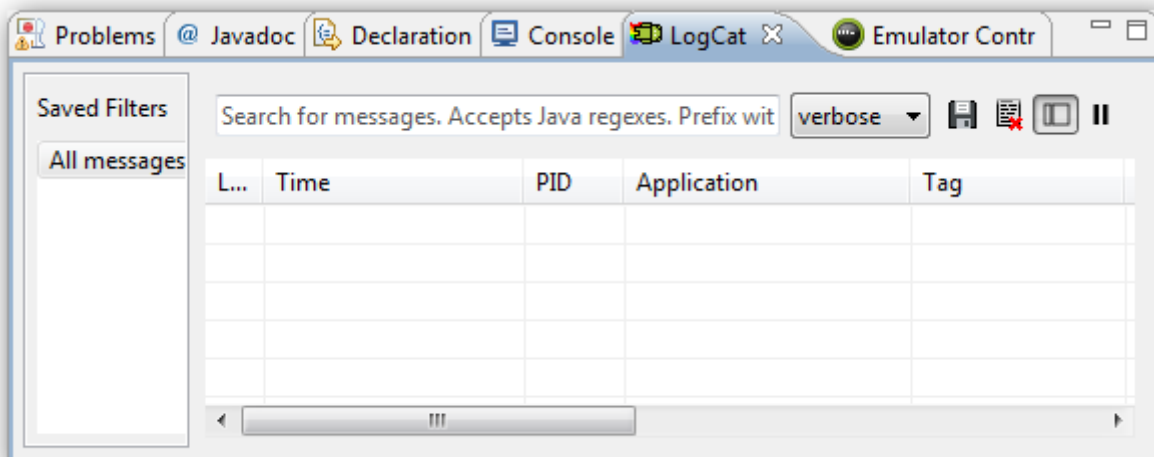 Problems @ Javadoc Declaration Console LogCat Emulator Contr
Saved Filters
All messages
Search for messages. Accepts Java regexes. Prefix wit verbose
L... Time PID Application Tag